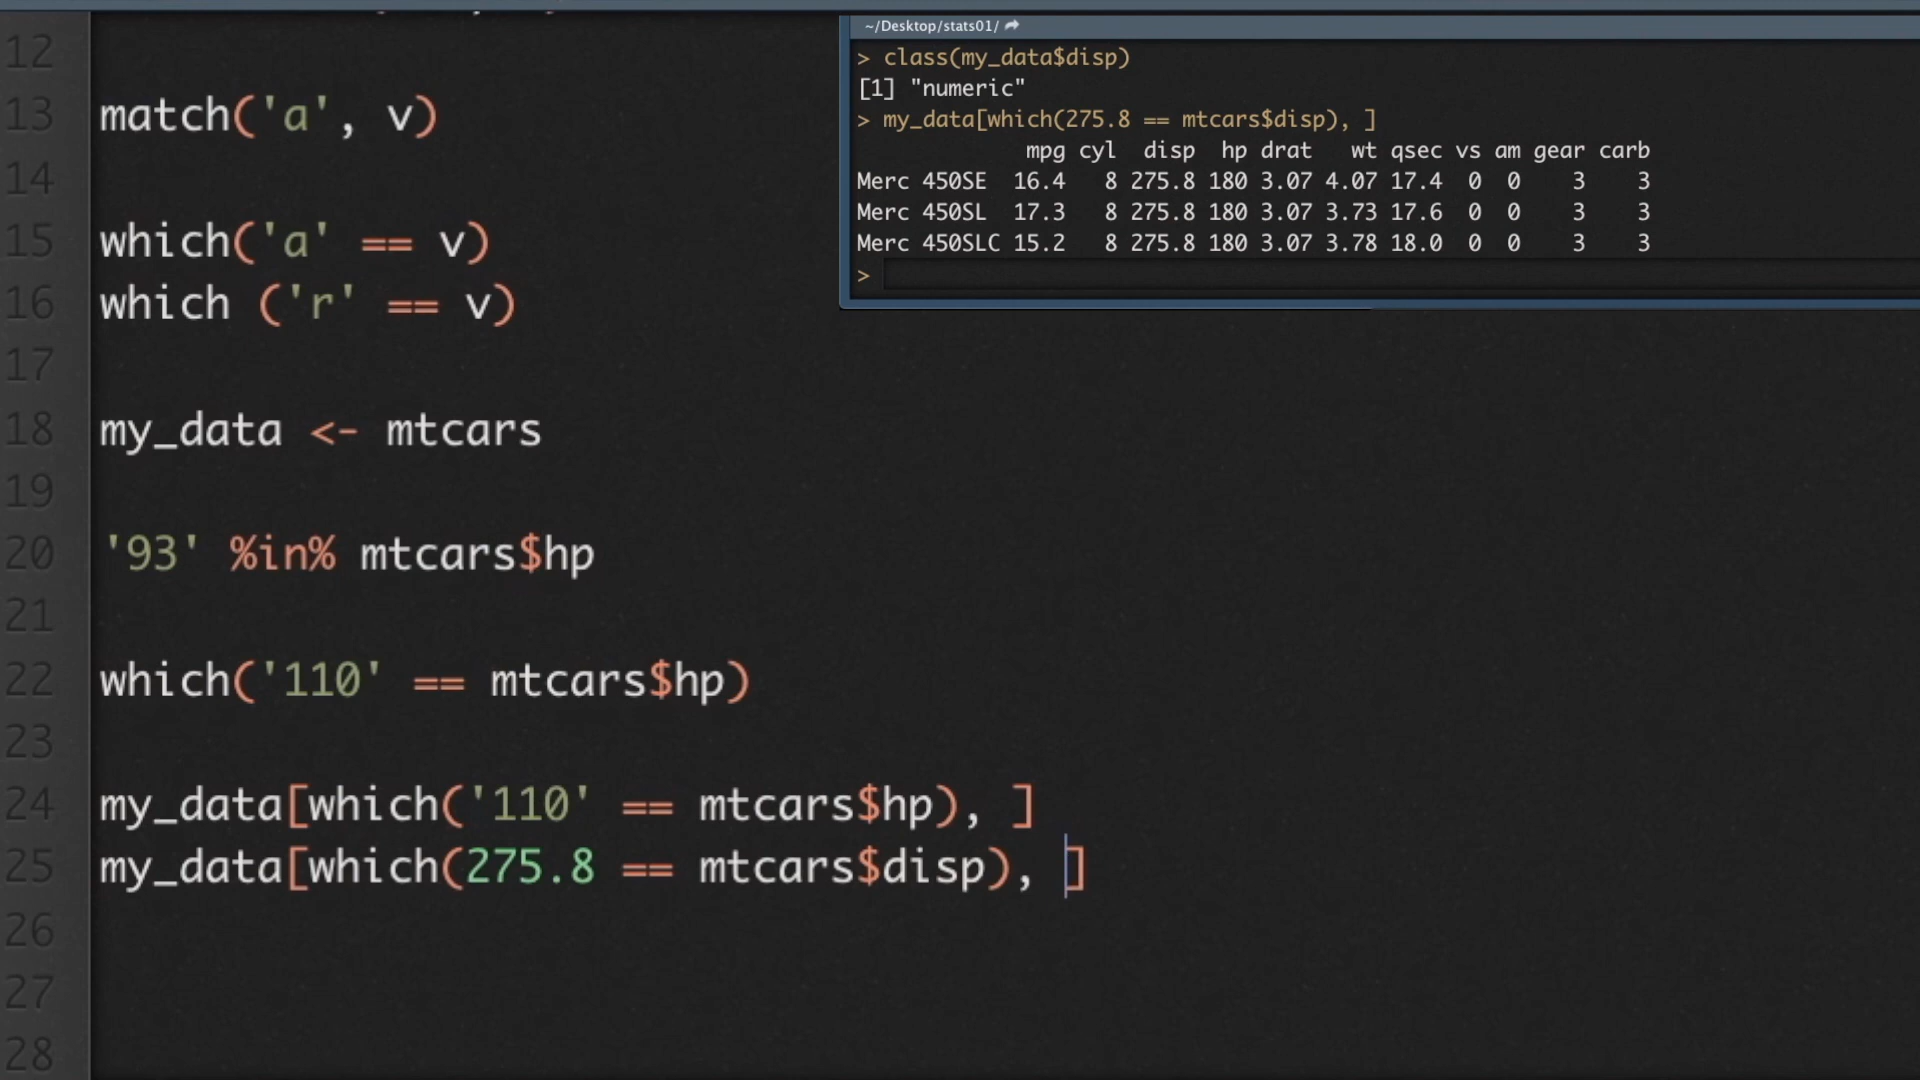 12
13 match('a', v)
14
15 which('a' == v)
16 which ('r' == v)
17
18 my_data <- mtcars
19
20 '93' %in% mtcars$hp
21
22 which('110' == mtcars$hp)
23
24 my_data[which('110' == mtcars$hp), ]
25 my_data[which(275.8 == mtcars$disp), ]
26
27
28
~/Desktop/stats01/
> class(my_data$disp)
[1] "numeric"
> my_data[which(275.8 == mtcars$disp), ]
mpg cyl disp hp drat wt qsec vs am gear carb
Merc 450SE 16.4 8 275.8 180 3.07 4.07 17.4 0 0 3 3
Merc 450SL 17.3 8 275.8 180 3.07 3.73 17.6 0 0 3 3
Merc 450SLC 15.2 8 275.8 180 3.07 3.78 18.0 0 0 3 3
>